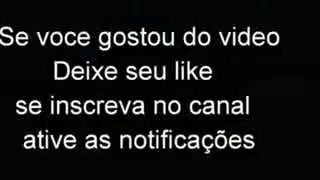 Se voce gostou do video
Deixe seu like
se inscreva no canal
ative as notificações